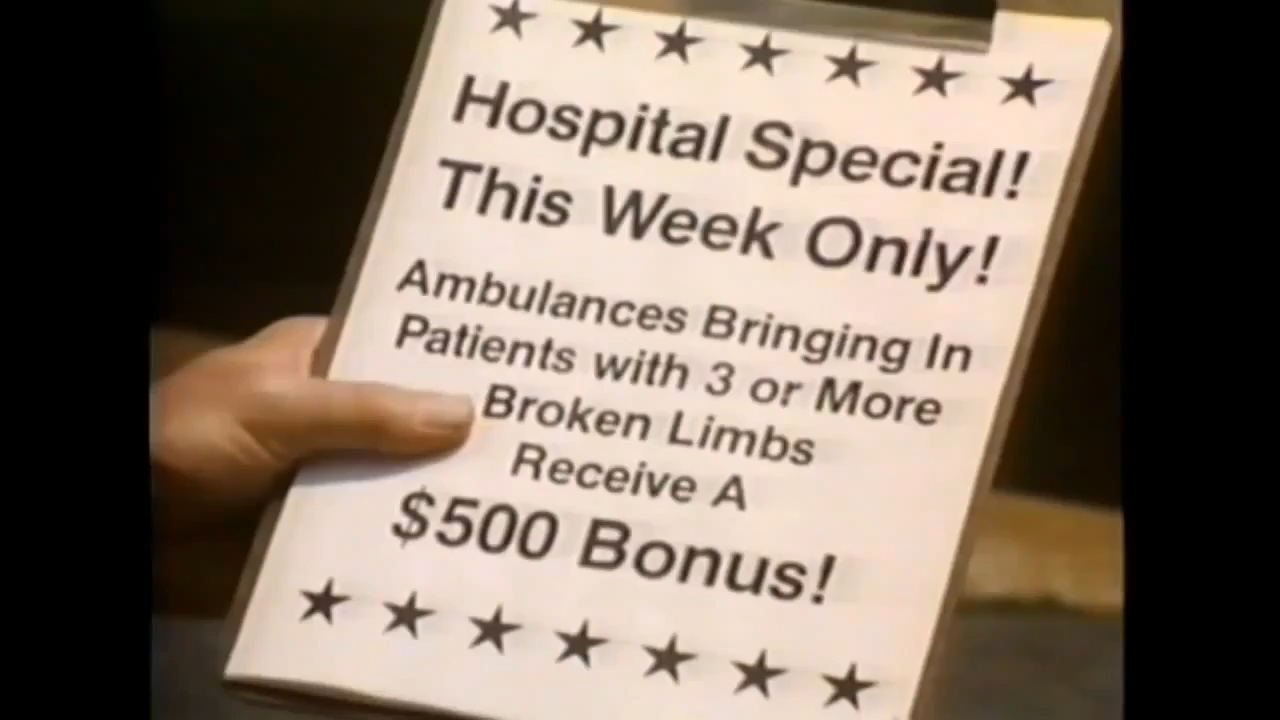 Hospital Special!
This Week Only!
Ambulances Bringing In
Patients with 3 or More
Broken Limbs
Receive A
$500 Bonus!